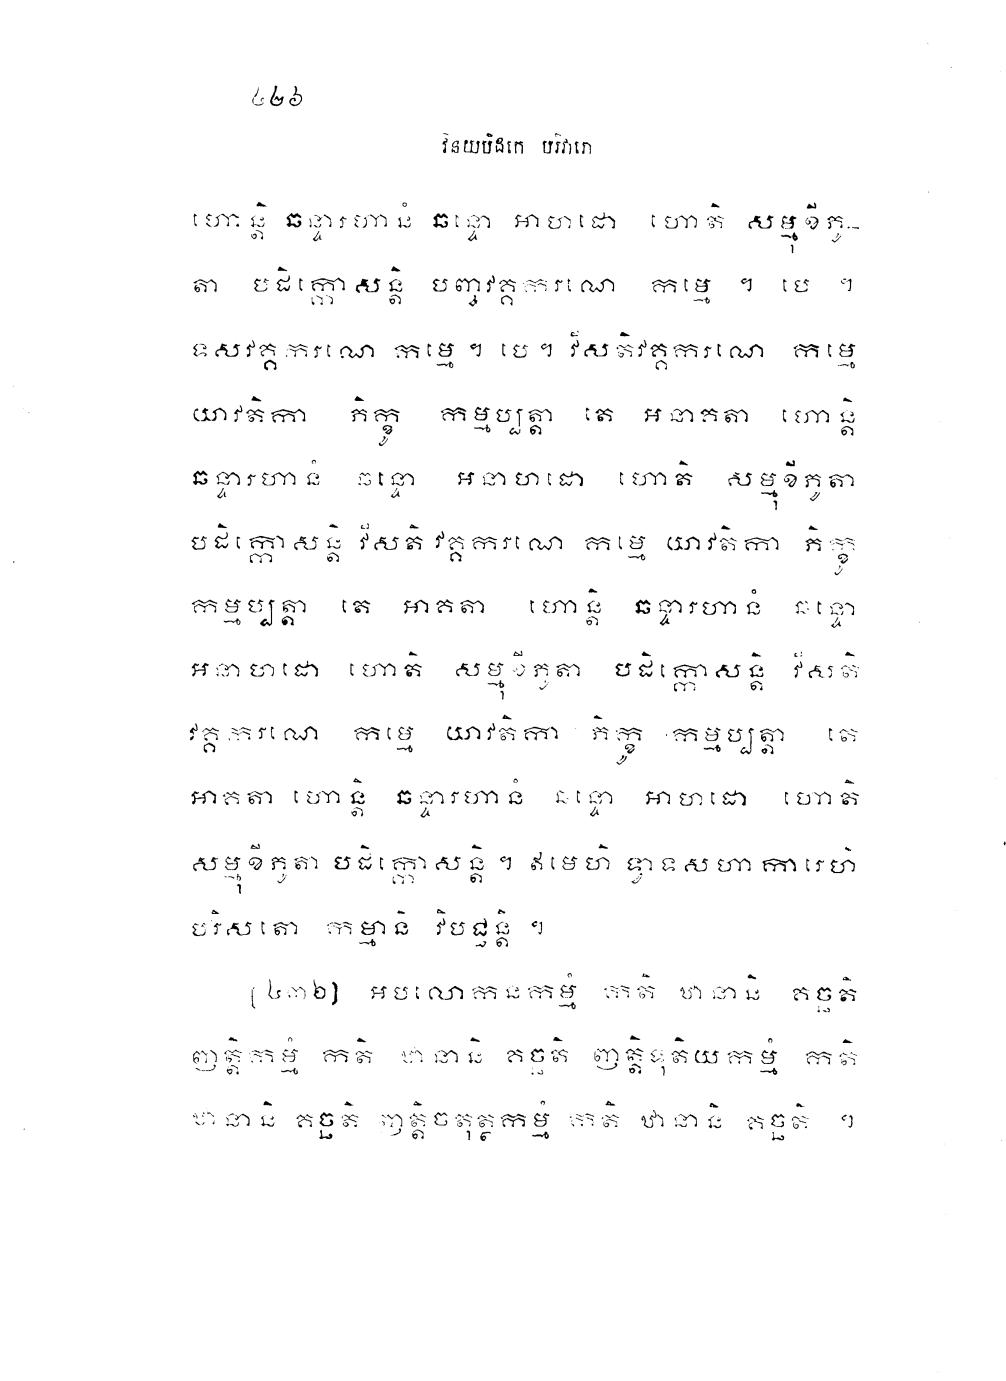 ៤២៦
វិនយបិដកេ បរិវារោ
ហោន្តិ ឆន្ទារហានំ ឆន្ទោ អាហដោ ហោតិ សម្មុខីភូ-
តា បដិក្កោសន្តិ បញ្ចវគ្គករណេ កម្មេ ។ បេ ។
ទសវគ្គករណេ កម្មេ ។ បេ ។ វីសតិវគ្គករណេ កម្មេ
យាវតិកា ភិក្ខូ កម្មប្បត្តា តេ អនាគតា ហោន្តិ
ឆន្ទារហានំ ឆន្ទោ អនាហដោ ហោតិ សម្មុខីភូតា
បដិក្កោសន្តិ វីសតិវគ្គករណេ កម្មេ យាវតិកា ភិក្ខូ
កម្មប្បត្តា តេ អាគតា ហោន្តិ ឆន្ទារហានំ ឆន្ទោ
អនាហដោ ហោតិ សម្មុខីភូតា បដិក្កោសន្តិ វីសតិ
វគ្គករណេ កម្មេ យាវតិកា ភិក្ខូ កម្មប្បត្តា តេ
អាគតា ហោន្តិ ឆន្ទារហានំ ឆន្ទោ អាហដោ ហោតិ
សម្មុខីភូតា បដិក្កោសន្តិ ។ ឥមេហិ ទ្វាទសហាការេហិ
បរិសតោ កម្មានិ វិបជ្ជន្តិ ។
[៤៣២] អបលោកនកម្មំ កតិ ឋានានិ គច្ឆតិ
ញត្តិកម្មំ កតិ ឋានានិ គច្ឆតិ ញត្តិទុតិយកម្មំ កតិ
ឋានានិ គច្ឆតិ ញត្តិចតុត្ថកម្មំ កតិ ឋានានិ គច្ឆតិ ។